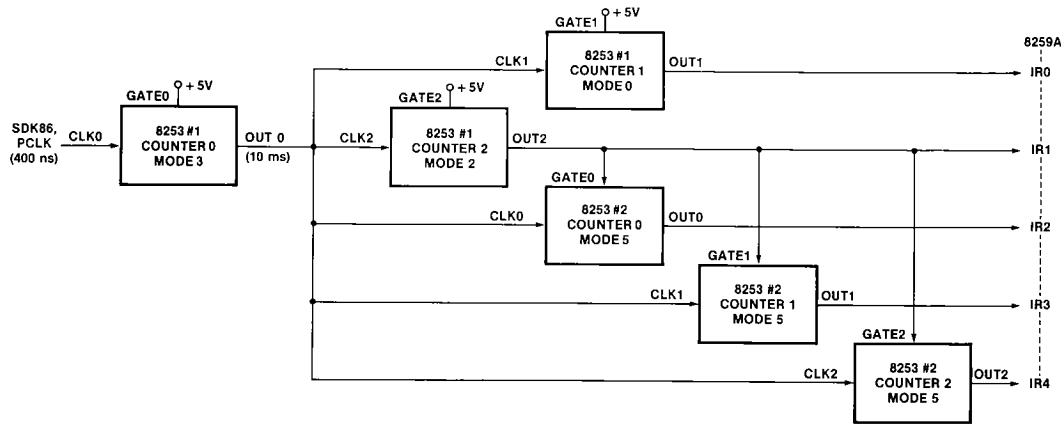 GATE1
+ 5V
8253 #1
COUNTER 1
MODE 0
CLK1
OUT1
8259A
IR0
GATE0
+ 5V
SDK86,
PCLK
(400 ns)
CLK0
8253 #1
COUNTER 0
MODE 3
OUT 0
(10 ms)
GATE2
+ 5V
CLK2
8253 #1
COUNTER 2
MODE 2
OUT2
IR1
GATE0
CLK0
8253 #2
COUNTER 0
MODE 5
OUT0
IR2
GATE1
CLK1
8253 #2
COUNTER 1
MODE 5
OUT1
IR3
GATE2
CLK2
8253 #2
COUNTER 2
MODE 5
OUT2
IR4